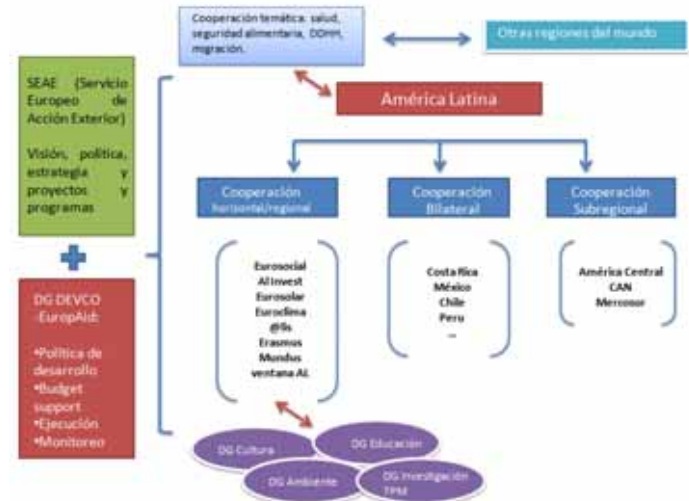 Cooperación temática: salud,
seguridad alimentaria, DDHH,
migración.
Otras regiones del mundo
SEAE (Servicio
Europeo de
Acción Exterior)
Visión, política,
estrategia y
proyectos y
programas
América Latina
Cooperación
horizontal/regional
Cooperación
Bilateral
Cooperación
Subregional
Eurosocial
Al Invest
Eurosolar
Euroclima
@lis
Erasmus
Mundus
ventana AL
Costa Rica
México
Chile
Peru
...
América Central
CAN
Mercosor
DG DEVCO
-EuropAid:
•Política de
desarrollo
•Budget
support
•Ejecución
•Monitoreo
DG Cultura
DG Educación
DG Ambiente
DG Investigación
TPM